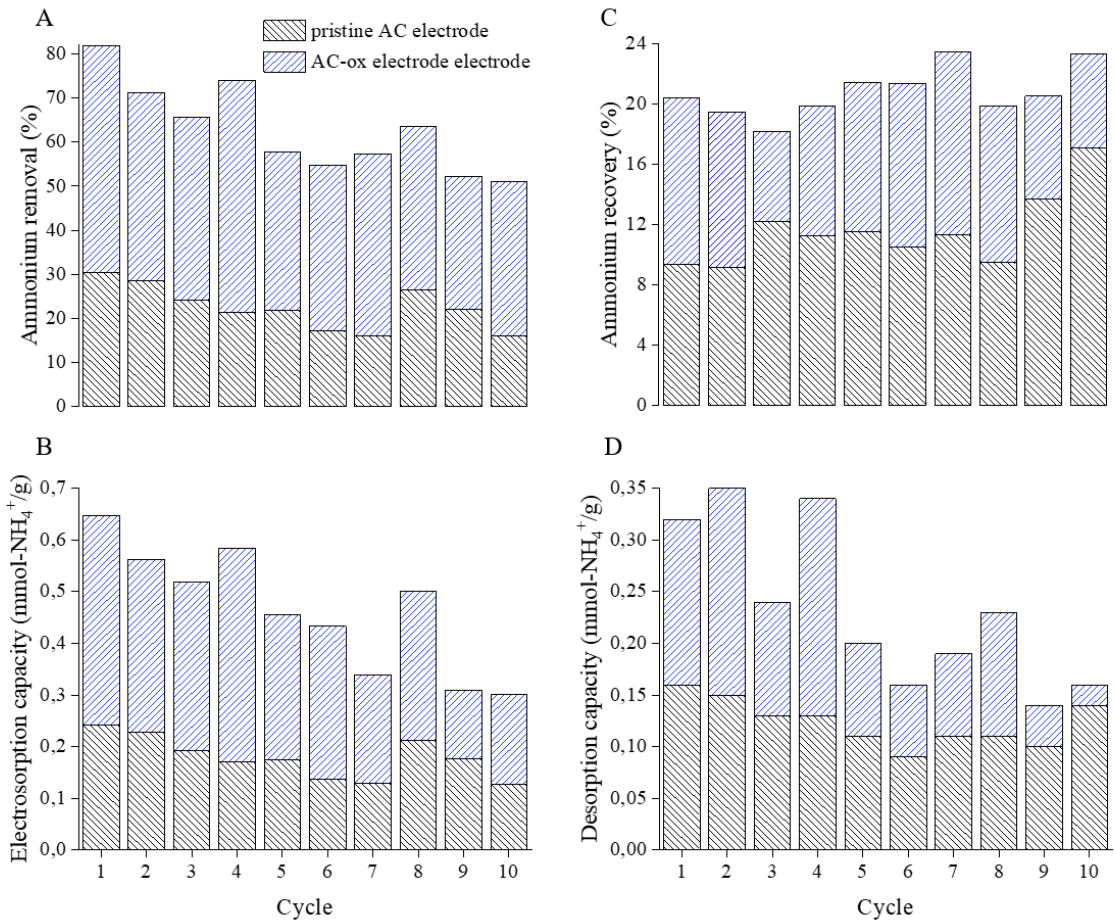 A
pristine AC electrode
AC-ox electrode electrode
Ammonium removal (%)
80
70
60
50
40
30
20
10
0
C
Ammonium recovery (%)
24
20
16
12
8
4
0
B
Electrosorption capacity (mmol-NH₄⁺/g)
0,7
0,6
0,5
0,4
0,3
0,2
0,1
0,0
1 2 3 4 5 6 7 8 9 10
Cycle
D
Desorption capacity (mmol-NH₄⁺/g)
0,35
0,30
0,25
0,20
0,15
0,10
0,05
0,00
1 2 3 4 5 6 7 8 9 10
Cycle